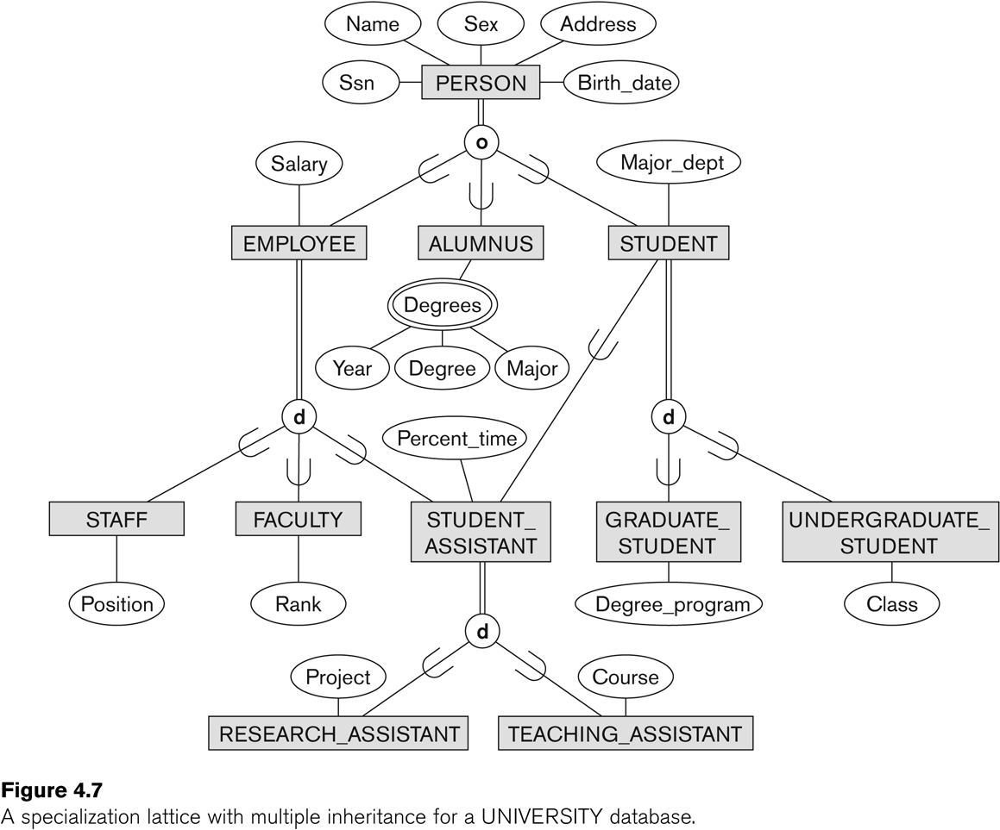 Name
Sex
Address
Ssn
PERSON
Birth_date
o
Salary
Major_dept
EMPLOYEE
ALUMNUS
STUDENT
Degrees
Year
Degree
Major
d
d
Percent_time
STAFF
FACULTY
STUDENT_
ASSISTANT
GRADUATE_
STUDENT
UNDERGRADUATE_
STUDENT
Position
Rank
Degree_program
Class
d
Project
Course
RESEARCH_ASSISTANT
TEACHING_ASSISTANT
Figure 4.7
A specialization lattice with multiple inheritance for a UNIVERSITY database.